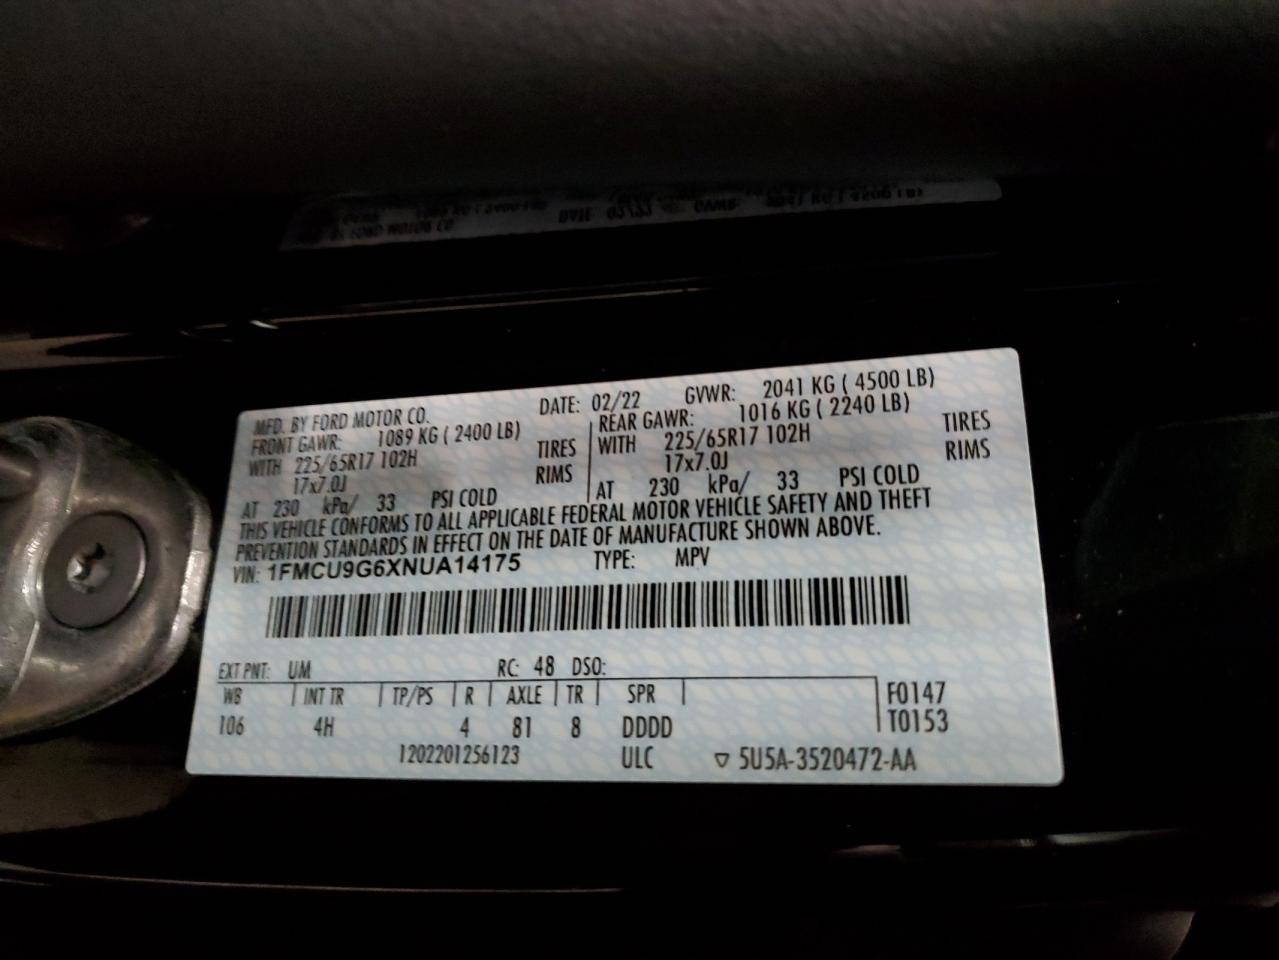 MFD. BY FORD MOTOR CO. DATE: 02/22 GVWR: 2041 KG ( 4500 LB)
FRONT GAWR: 1089 KG ( 2400 LB) REAR GAWR: 1016 KG ( 2240 LB)
WITH 225/65R17 102H TIRES WITH 225/65R17 102H TIRES
17x7.0J RIMS 17x7.0J RIMS
AT 230 kPa/ 33 PSI COLD AT 230 kPa/ 33 PSI COLD
THIS VEHICLE CONFORMS TO ALL APPLICABLE FEDERAL MOTOR VEHICLE SAFETY AND THEFT
PREVENTION STANDARDS IN EFFECT ON THE DATE OF MANUFACTURE SHOWN ABOVE.
VIN: 1FMCU9G6XNUA14175 TYPE: MPV
EXT PNT: UM RC: 48 DSO:
WB INT TR TP/PS R AXLE TR SPR F0147
106 4H 4 81 8 DDDD T0153
1202201256123 ULC ▽ 5U5A-3520472-AA